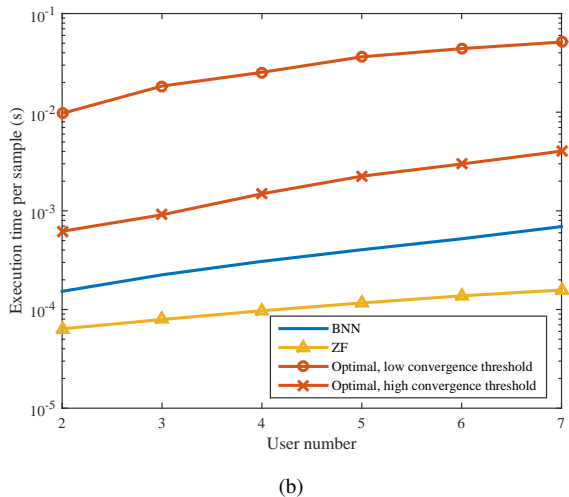 10^-1
10^-2
10^-3
10^-4
10^-5
Execution time per sample (s)
2 3 4 5 6 7
User number
BNN
ZF
Optimal, low convergence threshold
Optimal, high convergence threshold
(b)